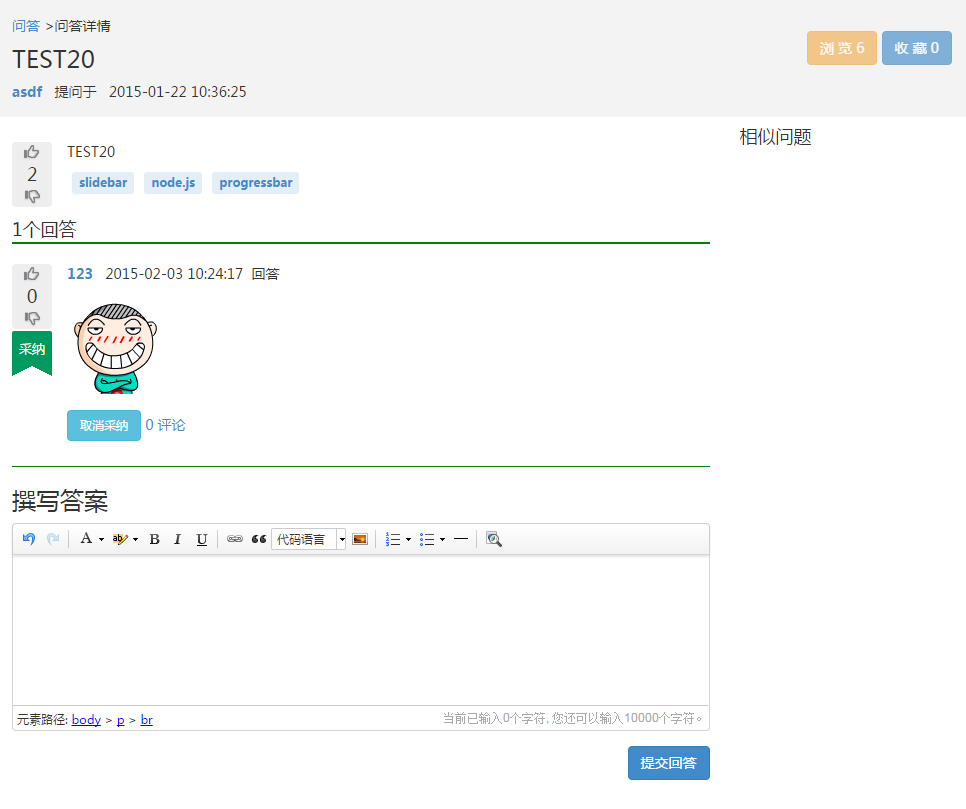 问答 >问答详情
TEST20
asdf 提问于 2015-01-22 10:36:25
浏 览 6 收 藏 0
相似问题
TEST20
2
slidebar node.js progressbar
1个回答
123 2015-02-03 10:24:17 回答
0
采纳
取消采纳 0 评论
撰写答案
A ab B I U 代码语言
元素路径: body > p > br 当前已输入0个字符, 您还可以输入10000个字符。
提交回答